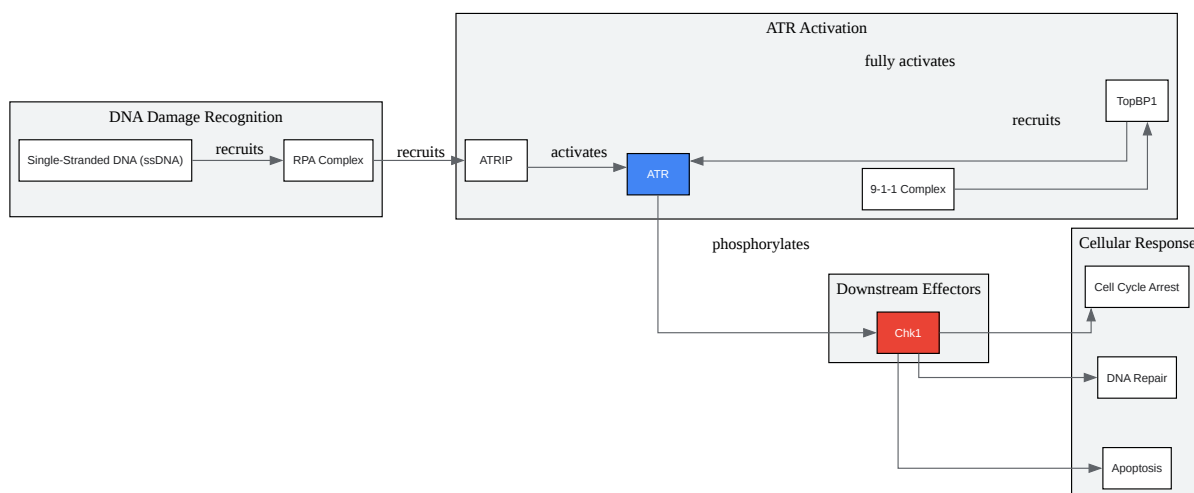 ATR Activation
fully activates
TopBP1
DNA Damage Recognition
recruits
Single-Stranded DNA (ssDNA)
recruits
RPA Complex
recruits
ATRIP
activates
ATR
9-1-1 Complex
phosphorylates
Cellular Response
Downstream Effectors
Cell Cycle Arrest
Chk1
DNA Repair
Apoptosis